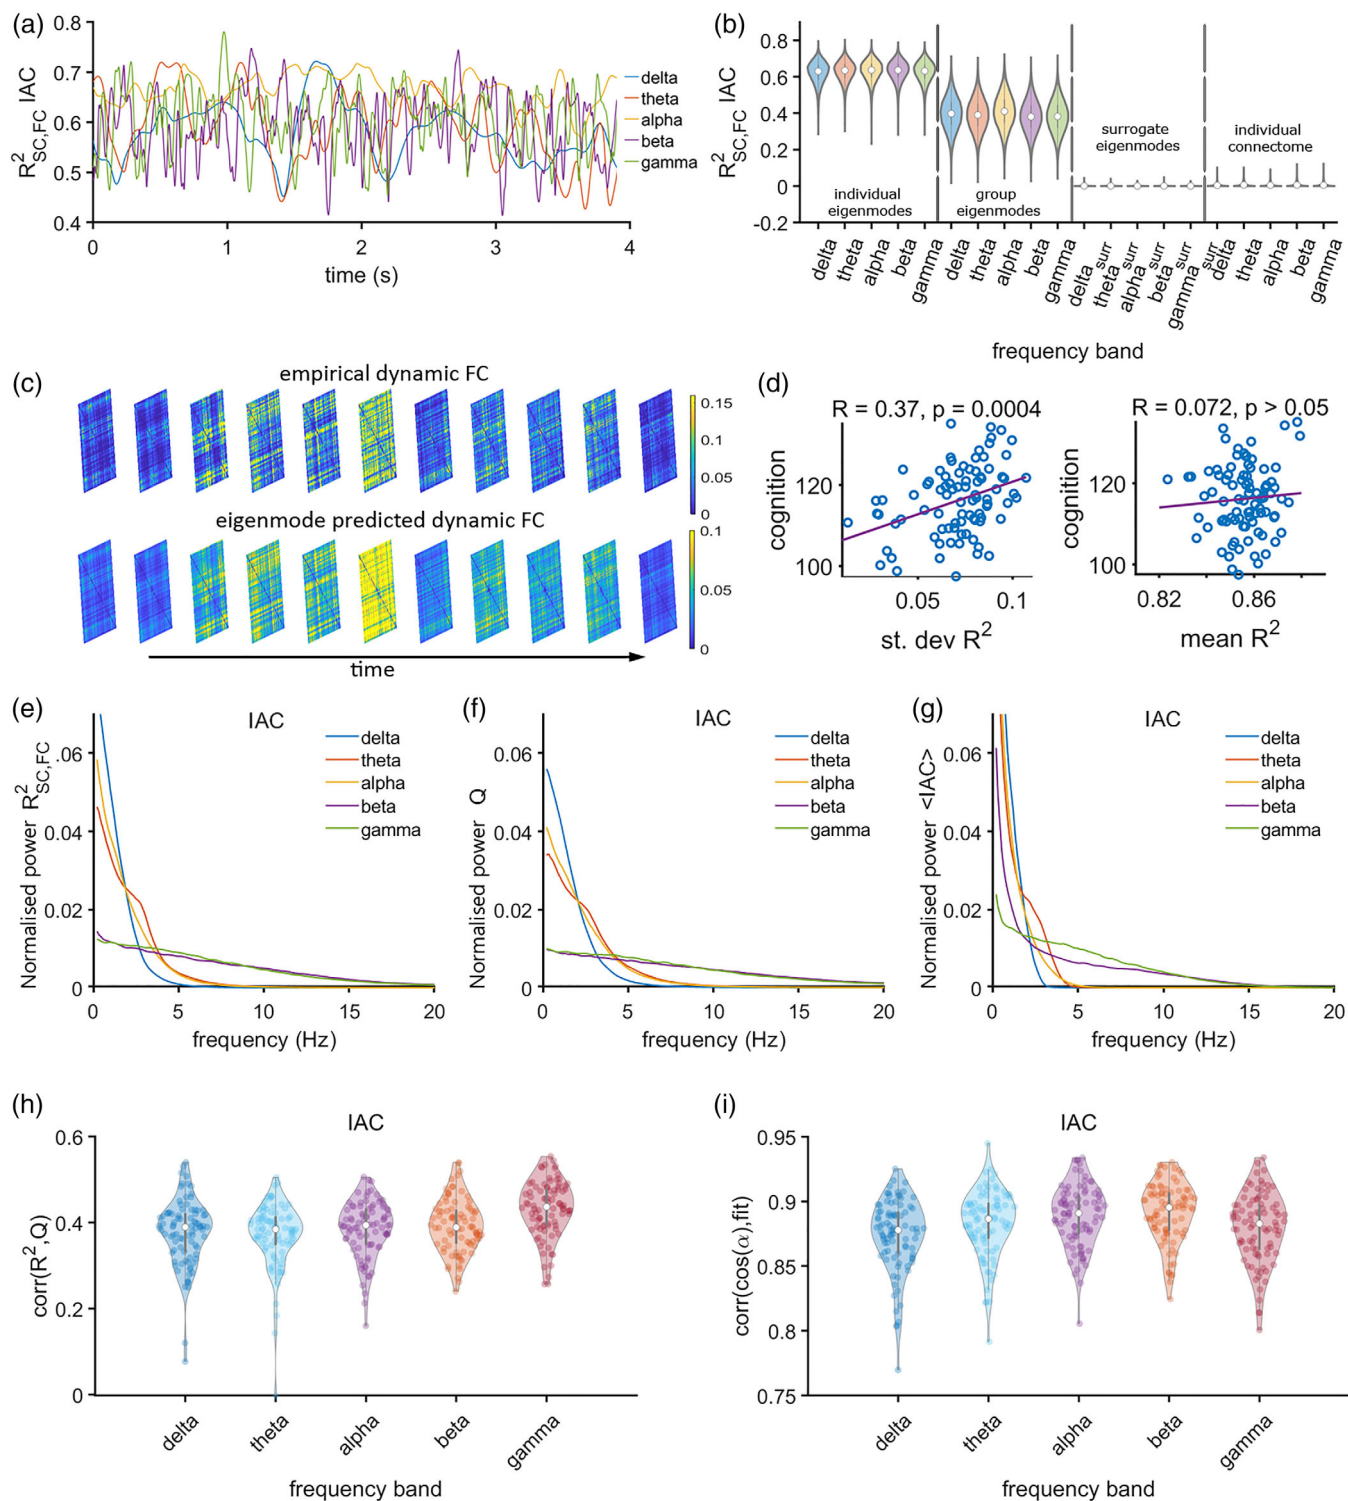 (a)
R²SC,FC IAC
0.8
0.7
0.6
0.5
0.4
0 1 2 3 4
time (s)
delta
theta
alpha
beta
gamma
(b)
R²SC,FC IAC
0.8
0.6
0.4
0.2
0
-0.2
individual
eigenmodes
group
eigenmodes
surrogate
eigenmodes
individual
connectome
delta theta alpha beta gamma delta theta alpha beta gamma delta surr theta surr alpha surr beta surr gamma surr delta theta alpha beta gamma
frequency band
(c)
empirical dynamic FC
0.15
0.1
0.05
0
eigenmode predicted dynamic FC
0.1
0.05
0
time
(d)
R = 0.37, p = 0.0004
cognition
120
100
0.05 0.1
st. dev R²
R = 0.072, p > 0.05
cognition
120
100
0.82 0.86
mean R²
(e)
IAC
Normalised power R²SC,FC
.06
0.04
0.02
0
0 5 10 15 20
frequency (Hz)
delta
theta
alpha
beta
gamma
(f)
IAC
Normalised power Q
0.06
0.04
0.02
0
0 5 10 15 20
frequency (Hz)
delta
theta
alpha
beta
gamma
(g)
IAC
Normalised power <IAC>
0.06
0.04
0.02
0
0 5 10 15 20
frequency (Hz)
delta
theta
alpha
beta
gamma
(h)
IAC
corr(R²,Q)
0.6
0.4
0.2
0
delta theta alpha beta gamma
frequency band
(i)
IAC
corr(cos(α),fit)
0.95
0.9
0.85
0.8
0.75
delta theta alpha beta gamma
frequency band